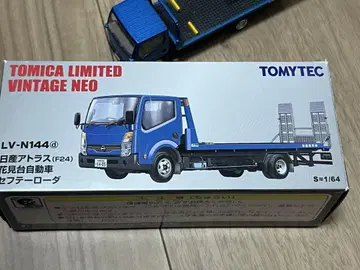 TOMICA LIMITED
VINTAGE NEO
TOMYTEC
LV-N144d
日産アトラス(F24)
花見台自動車
セフテーローダ
S=1/64